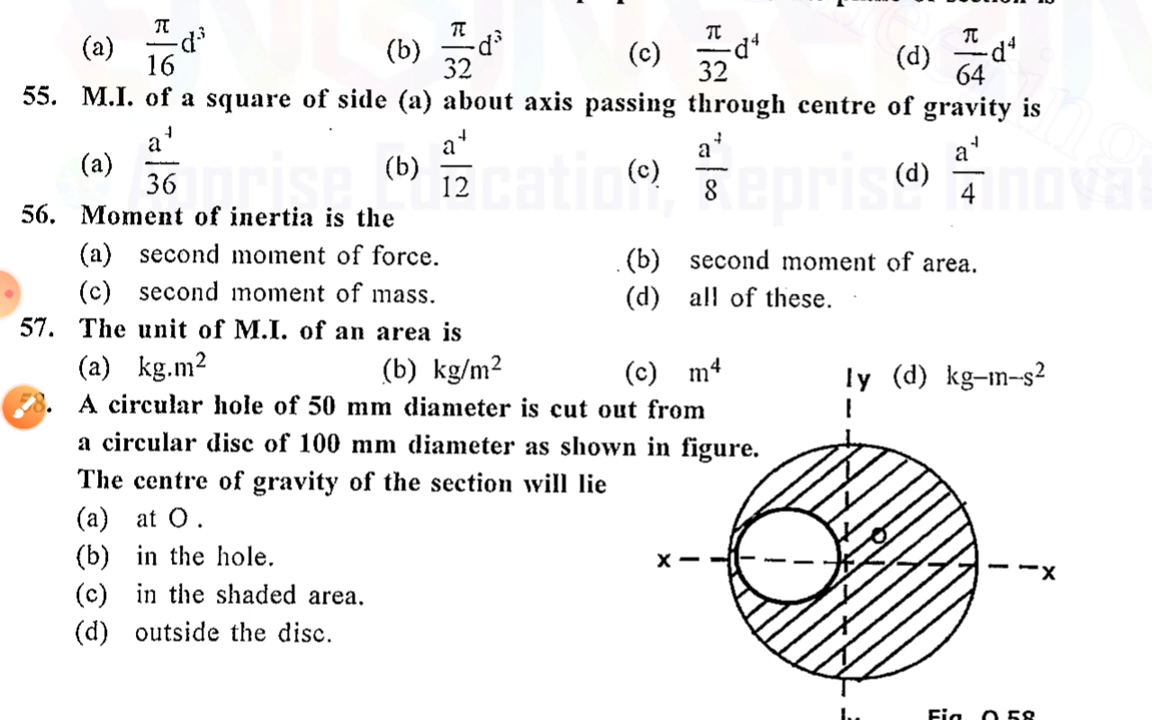 (a) π/16 d³ (b) π/32 d³ (c) π/32 d⁴ (d) π/64 d⁴
55. M.I. of a square of side (a) about axis passing through centre of gravity is
(a) a⁴/36 (b) a⁴/12 (c) a⁴/8 (d) a⁴/4
56. Moment of inertia is the
(a) second moment of force. (b) second moment of area.
(c) second moment of mass. (d) all of these.
57. The unit of M.I. of an area is
(a) kg.m² (b) kg/m² (c) m⁴ (d) kg-m-s²
58. A circular hole of 50 mm diameter is cut out from
a circular disc of 100 mm diameter as shown in figure.
The centre of gravity of the section will lie
(a) at O.
(b) in the hole.
(c) in the shaded area.
(d) outside the disc.
y
x
O
x
Fig. Q.58